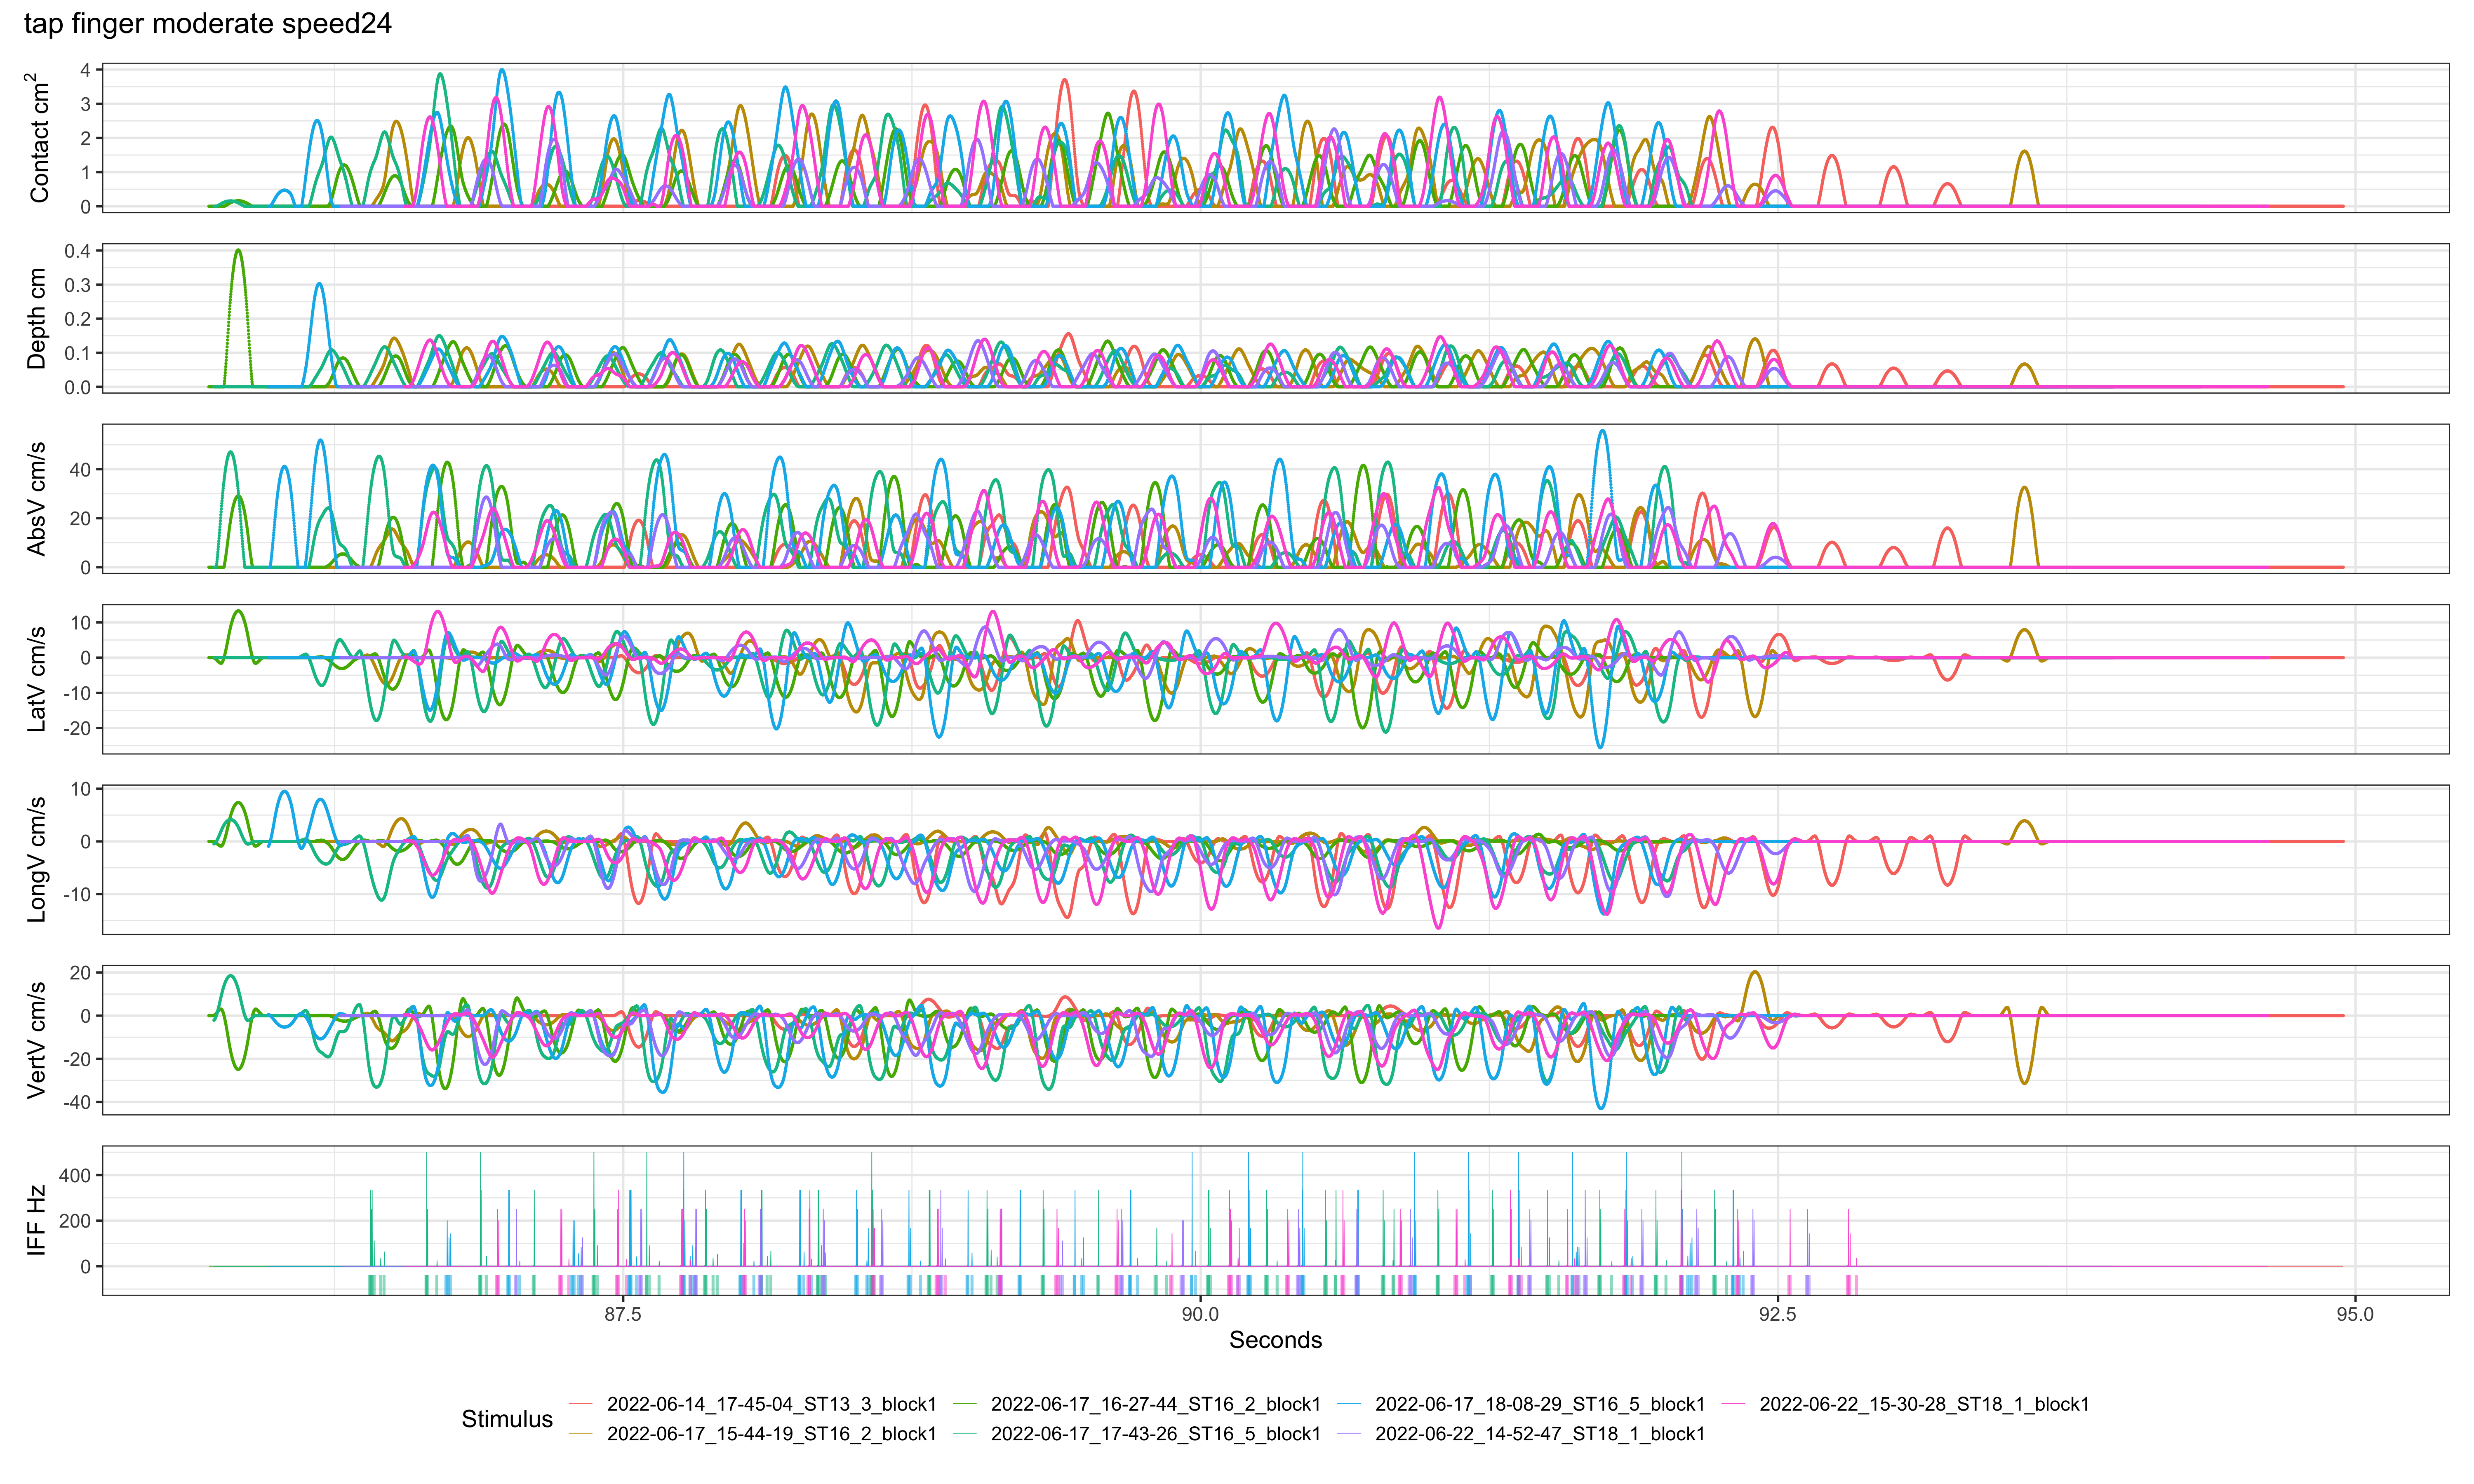 tap finger moderate speed24
Contact cm²
4
3
2
1
0
Depth cm
0.4
0.3
0.2
0.1
0.0
AbsV cm/s
40
20
0
LatV cm/s
10
0
-10
-20
LongV cm/s
10
0
-10
VertV cm/s
20
0
-20
-40
IFF Hz
400
200
0
87.5 90.0 92.5 95.0
Seconds
Stimulus
2022-06-14_17-45-04_ST13_3_block1 2022-06-17_16-27-44_ST16_2_block1 2022-06-17_18-08-29_ST16_5_block1 2022-06-22_15-30-28_ST18_1_block1
2022-06-17_15-44-19_ST16_2_block1 2022-06-17_17-43-26_ST16_5_block1 2022-06-22_14-52-47_ST18_1_block1